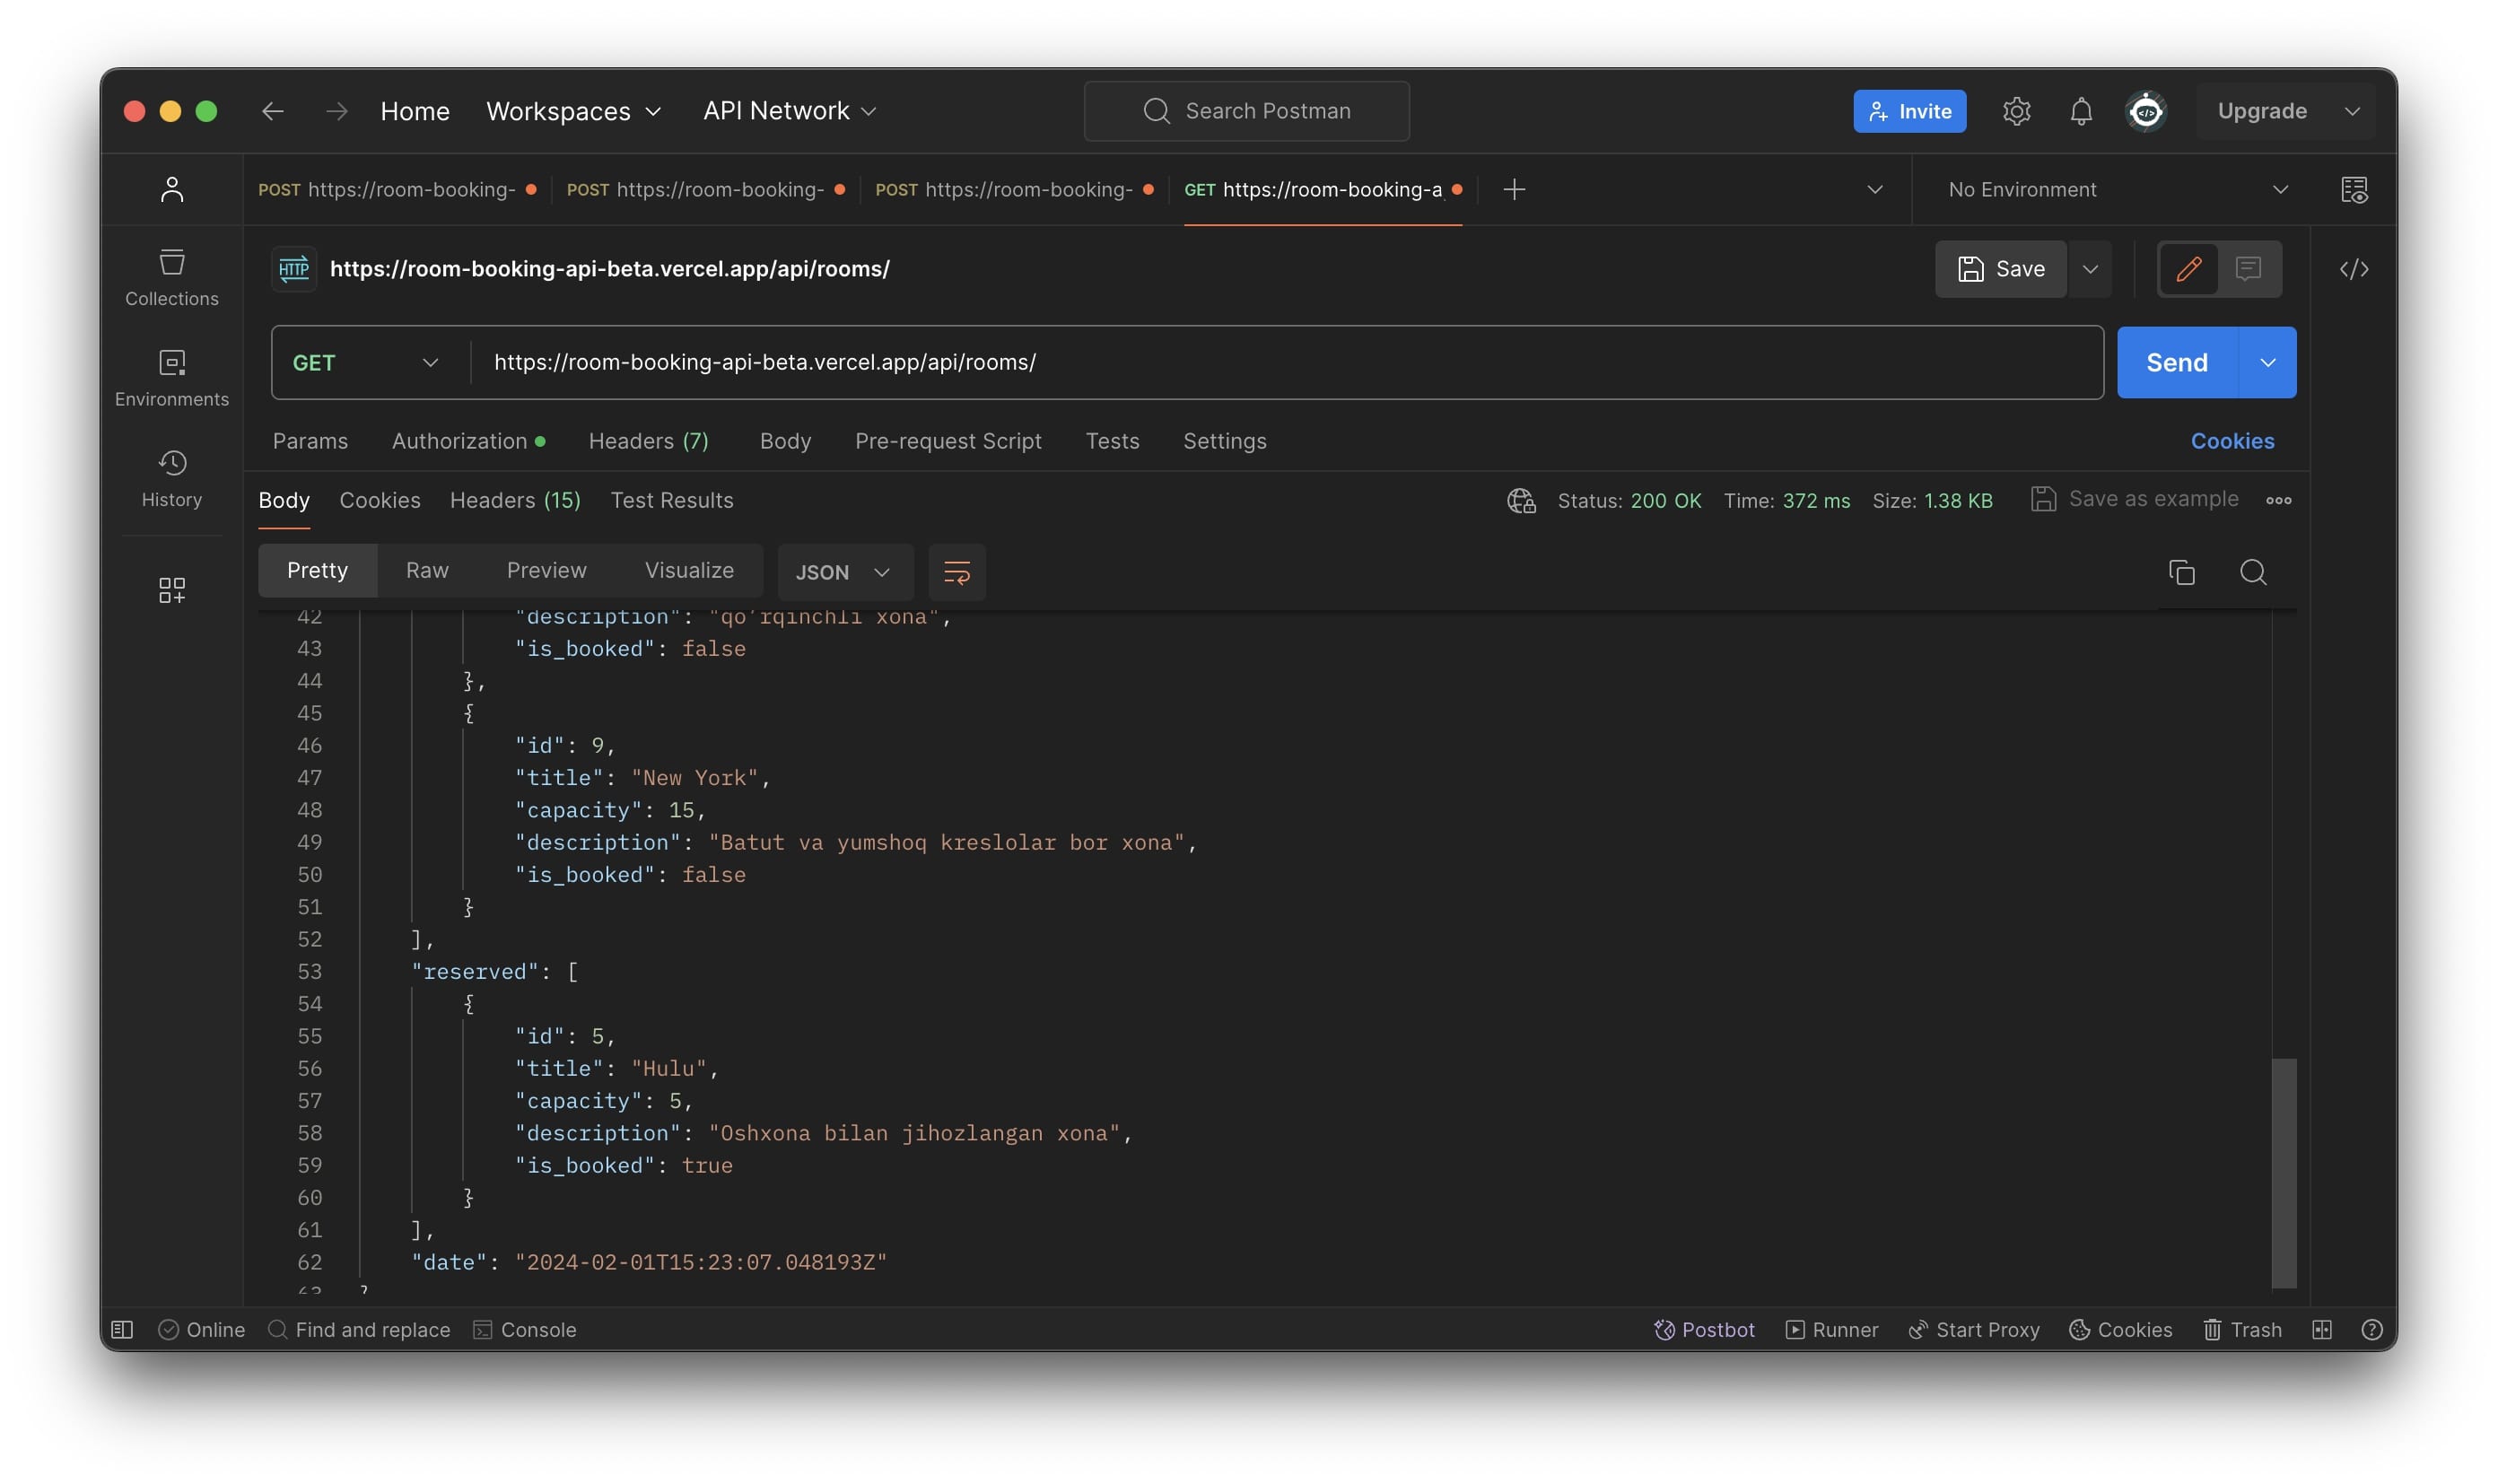 Home Workspaces API Network Search Postman Invite Upgrade
POST https://room-booking- POST https://room-booking- POST https://room-booking- GET https://room-booking-a No Environment
HTTP https://room-booking-api-beta.vercel.app/api/rooms/ Save
Collections
GET https://room-booking-api-beta.vercel.app/api/rooms/ Send
Environments
Params Authorization Headers (7) Body Pre-request Script Tests Settings Cookies
History
Body Cookies Headers (15) Test Results Status: 200 OK Time: 372 ms Size: 1.38 KB Save as example
Pretty Raw Preview Visualize JSON
42 "description": "qo'rqinchli xona",
43 "is_booked": false
44 },
45 {
46 "id": 9,
47 "title": "New York",
48 "capacity": 15,
49 "description": "Batut va yumshoq kreslolar bor xona",
50 "is_booked": false
51 }
52 ],
53 "reserved": [
54 {
55 "id": 5,
56 "title": "Hulu",
57 "capacity": 5,
58 "description": "Oshxona bilan jihozlangan xona",
59 "is_booked": true
60 }
61 ],
62 "date": "2024-02-01T15:23:07.048193Z"
63 }
Online Find and replace Console Postbot Runner Start Proxy Cookies Trash